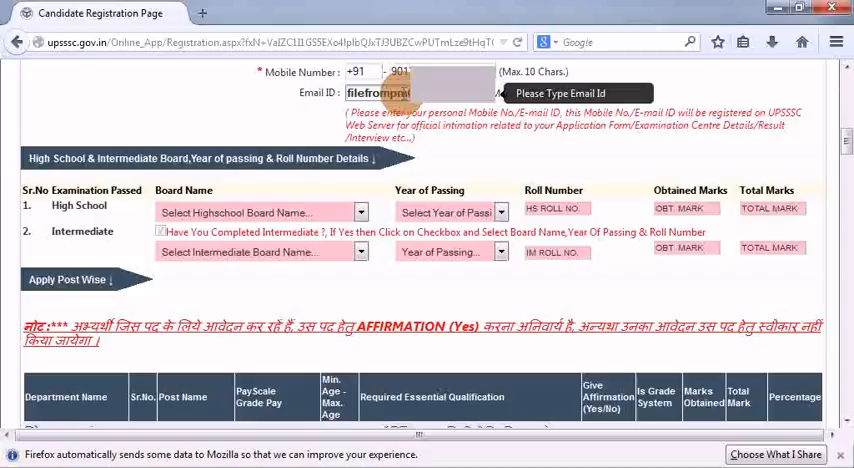 Candidate Registration Page
upsssc.gov.in/Online_App/Registration.aspx?fxN=VaIZC1I1GS5EXo4IpIbQJxTJ3UBZCwPUTmLze9tHqTC
Google
* Mobile Number : +91 - 901 (Max. 10 Chars.)
Email ID : filefrom Please Type Email Id
( Please enter your personal Mobile No./E-mail ID, this Mobile No./E-mail ID will be registered on UPSSSC
Web Server for official intimation related to your Application Form/Examination Centre Details/Result
/Interview etc...)
High School & Intermediate Board,Year of passing & Roll Number Details ↓
Sr.No Examination Passed Board Name Year of Passing Roll Number Obtained Marks Total Marks
1. High School Select Highschool Board Name... Select Year of Passi HS ROLL NO. OBT. MARK TOTAL MARK
2. Intermediate Have You Completed Intermediate ?, If Yes then Click on Checkbox and Select Board Name,Year Of Passing & Roll Number
Select Intermediate Board Name... Year of Passing... IM ROLL NO. OBT. MARK TOTAL MARK
Apply Post Wise ↓
नोट :*** अभ्यर्थी जिस पद के लिये आवेदन कर रहें हैं, उस पद हेतु AFFIRMATION (Yes) करना अनिवार्य है, अन्यथा उनका आवेदन उस पद हेतु स्वीकार नहीं
किया जायेगा ।
Department Name Sr.No. Post Name PayScale Grade Pay Min. Age - Max. Age Required Essential Qualification Give Affirmation (Yes/No) Is Grade System Marks Obtained Total Mark Percentage
Firefox automatically sends some data to Mozilla so that we can improve your experience. Choose What I Share